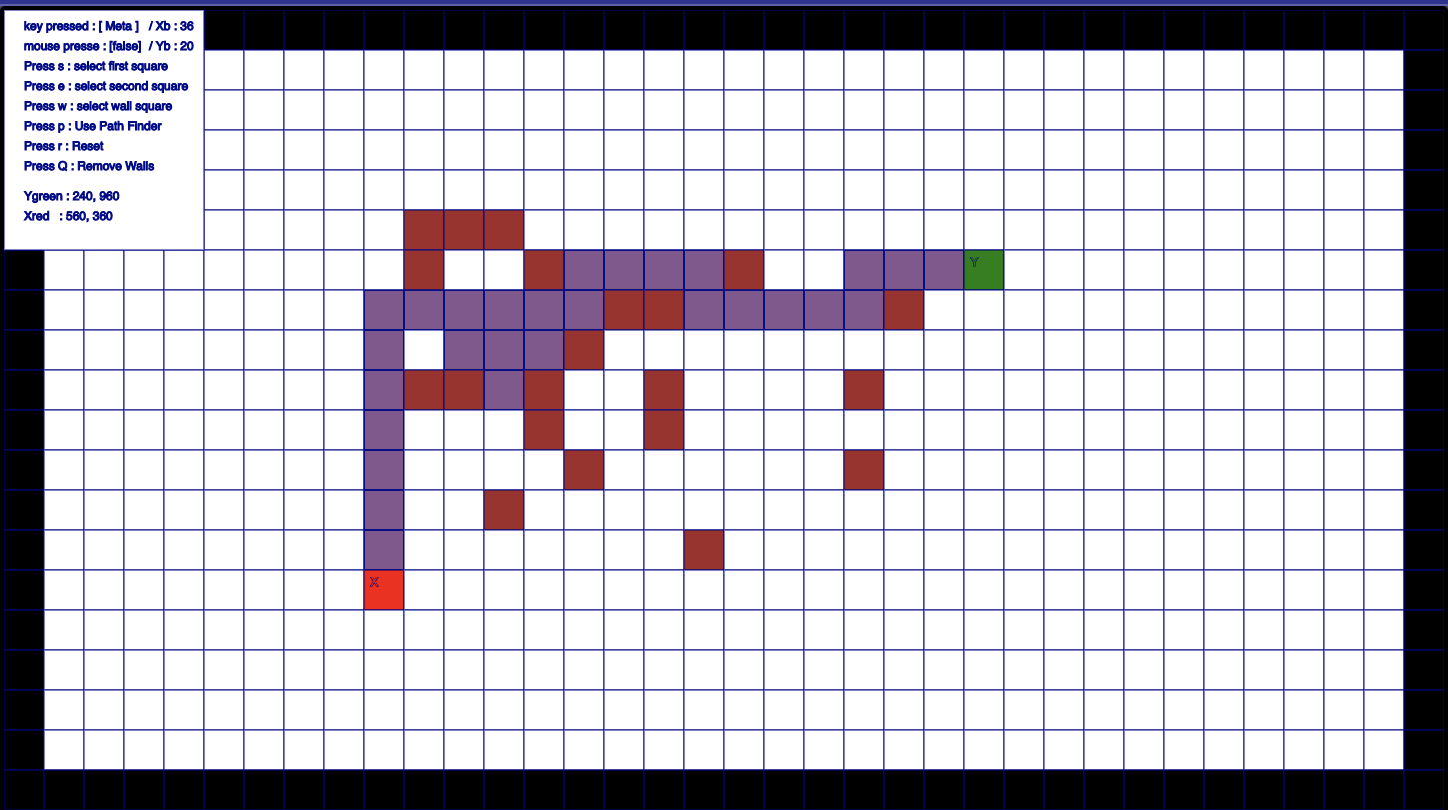 key pressed : [ Meta ] / Xb : 36
mouse presse : [false] / Yb : 20
Press s : select first square
Press e : select second square
Press w : select wall square
Press p : Use Path Finder
Press r : Reset
Press Q : Remove Walls
Ygreen : 240, 960
Xred : 560, 360
Y
X